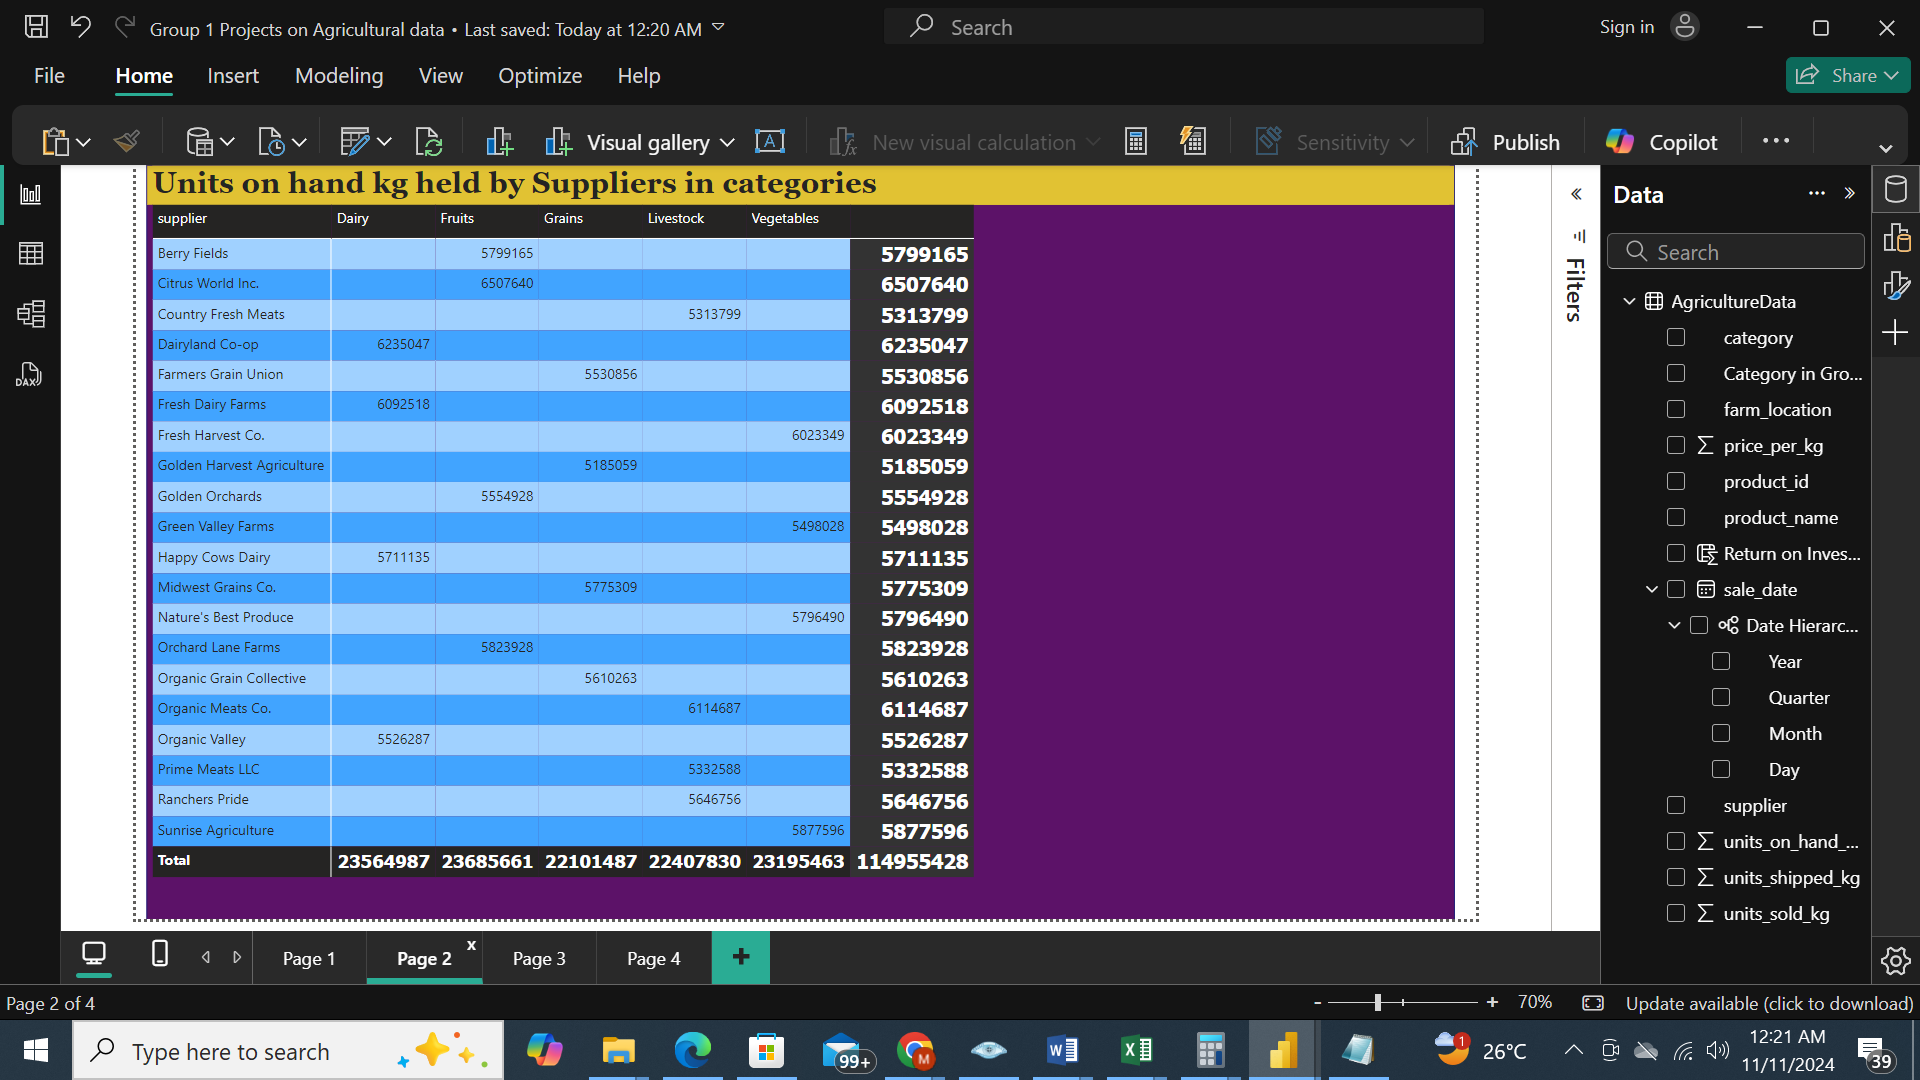 Group 1 Projects on Agricultural data • Last saved: Today at 12:20 AM
Search
Sign in
File Home Insert Modeling View Optimize Help
Share
Visual gallery
A
New visual calculation
Sensitivity
Publish
Copilot
Units on hand kg held by Suppliers in categories
supplier Dairy Fruits Grains Livestock Vegetables
Berry Fields 5799165 5799165
Citrus World Inc. 6507640 6507640
Country Fresh Meats 5313799 5313799
Dairyland Co-op 6235047 6235047
Farmers Grain Union 5530856 5530856
Fresh Dairy Farms 6092518 6092518
Fresh Harvest Co. 6023349 6023349
Golden Harvest Agriculture 5185059 5185059
Golden Orchards 5554928 5554928
Green Valley Farms 5498028 5498028
Happy Cows Dairy 5711135 5711135
Midwest Grains Co. 5775309 5775309
Nature's Best Produce 5796490 5796490
Orchard Lane Farms 5823928 5823928
Organic Grain Collective 5610263 5610263
Organic Meats Co. 6114687 6114687
Organic Valley 5526287 5526287
Prime Meats LLC 5332588 5332588
Ranchers Pride 5646756 5646756
Sunrise Agriculture 5877596 5877596
Total 23564987 23685661 22101487 22407830 23195463 114955428
Filters
Data
Search
AgricultureData
category
Category in Gro...
farm_location
price_per_kg
product_id
product_name
Return on Inves...
sale_date
Date Hierarc...
Year
Quarter
Month
Day
supplier
units_on_hand_...
units_shipped_kg
units_sold_kg
DAX
Page 1 Page 2 x Page 3 Page 4 +
Page 2 of 4
- + 70%
Update available (click to download)
Type here to search
99+
M
W
X
1
26°C
12:21 AM
11/11/2024
39